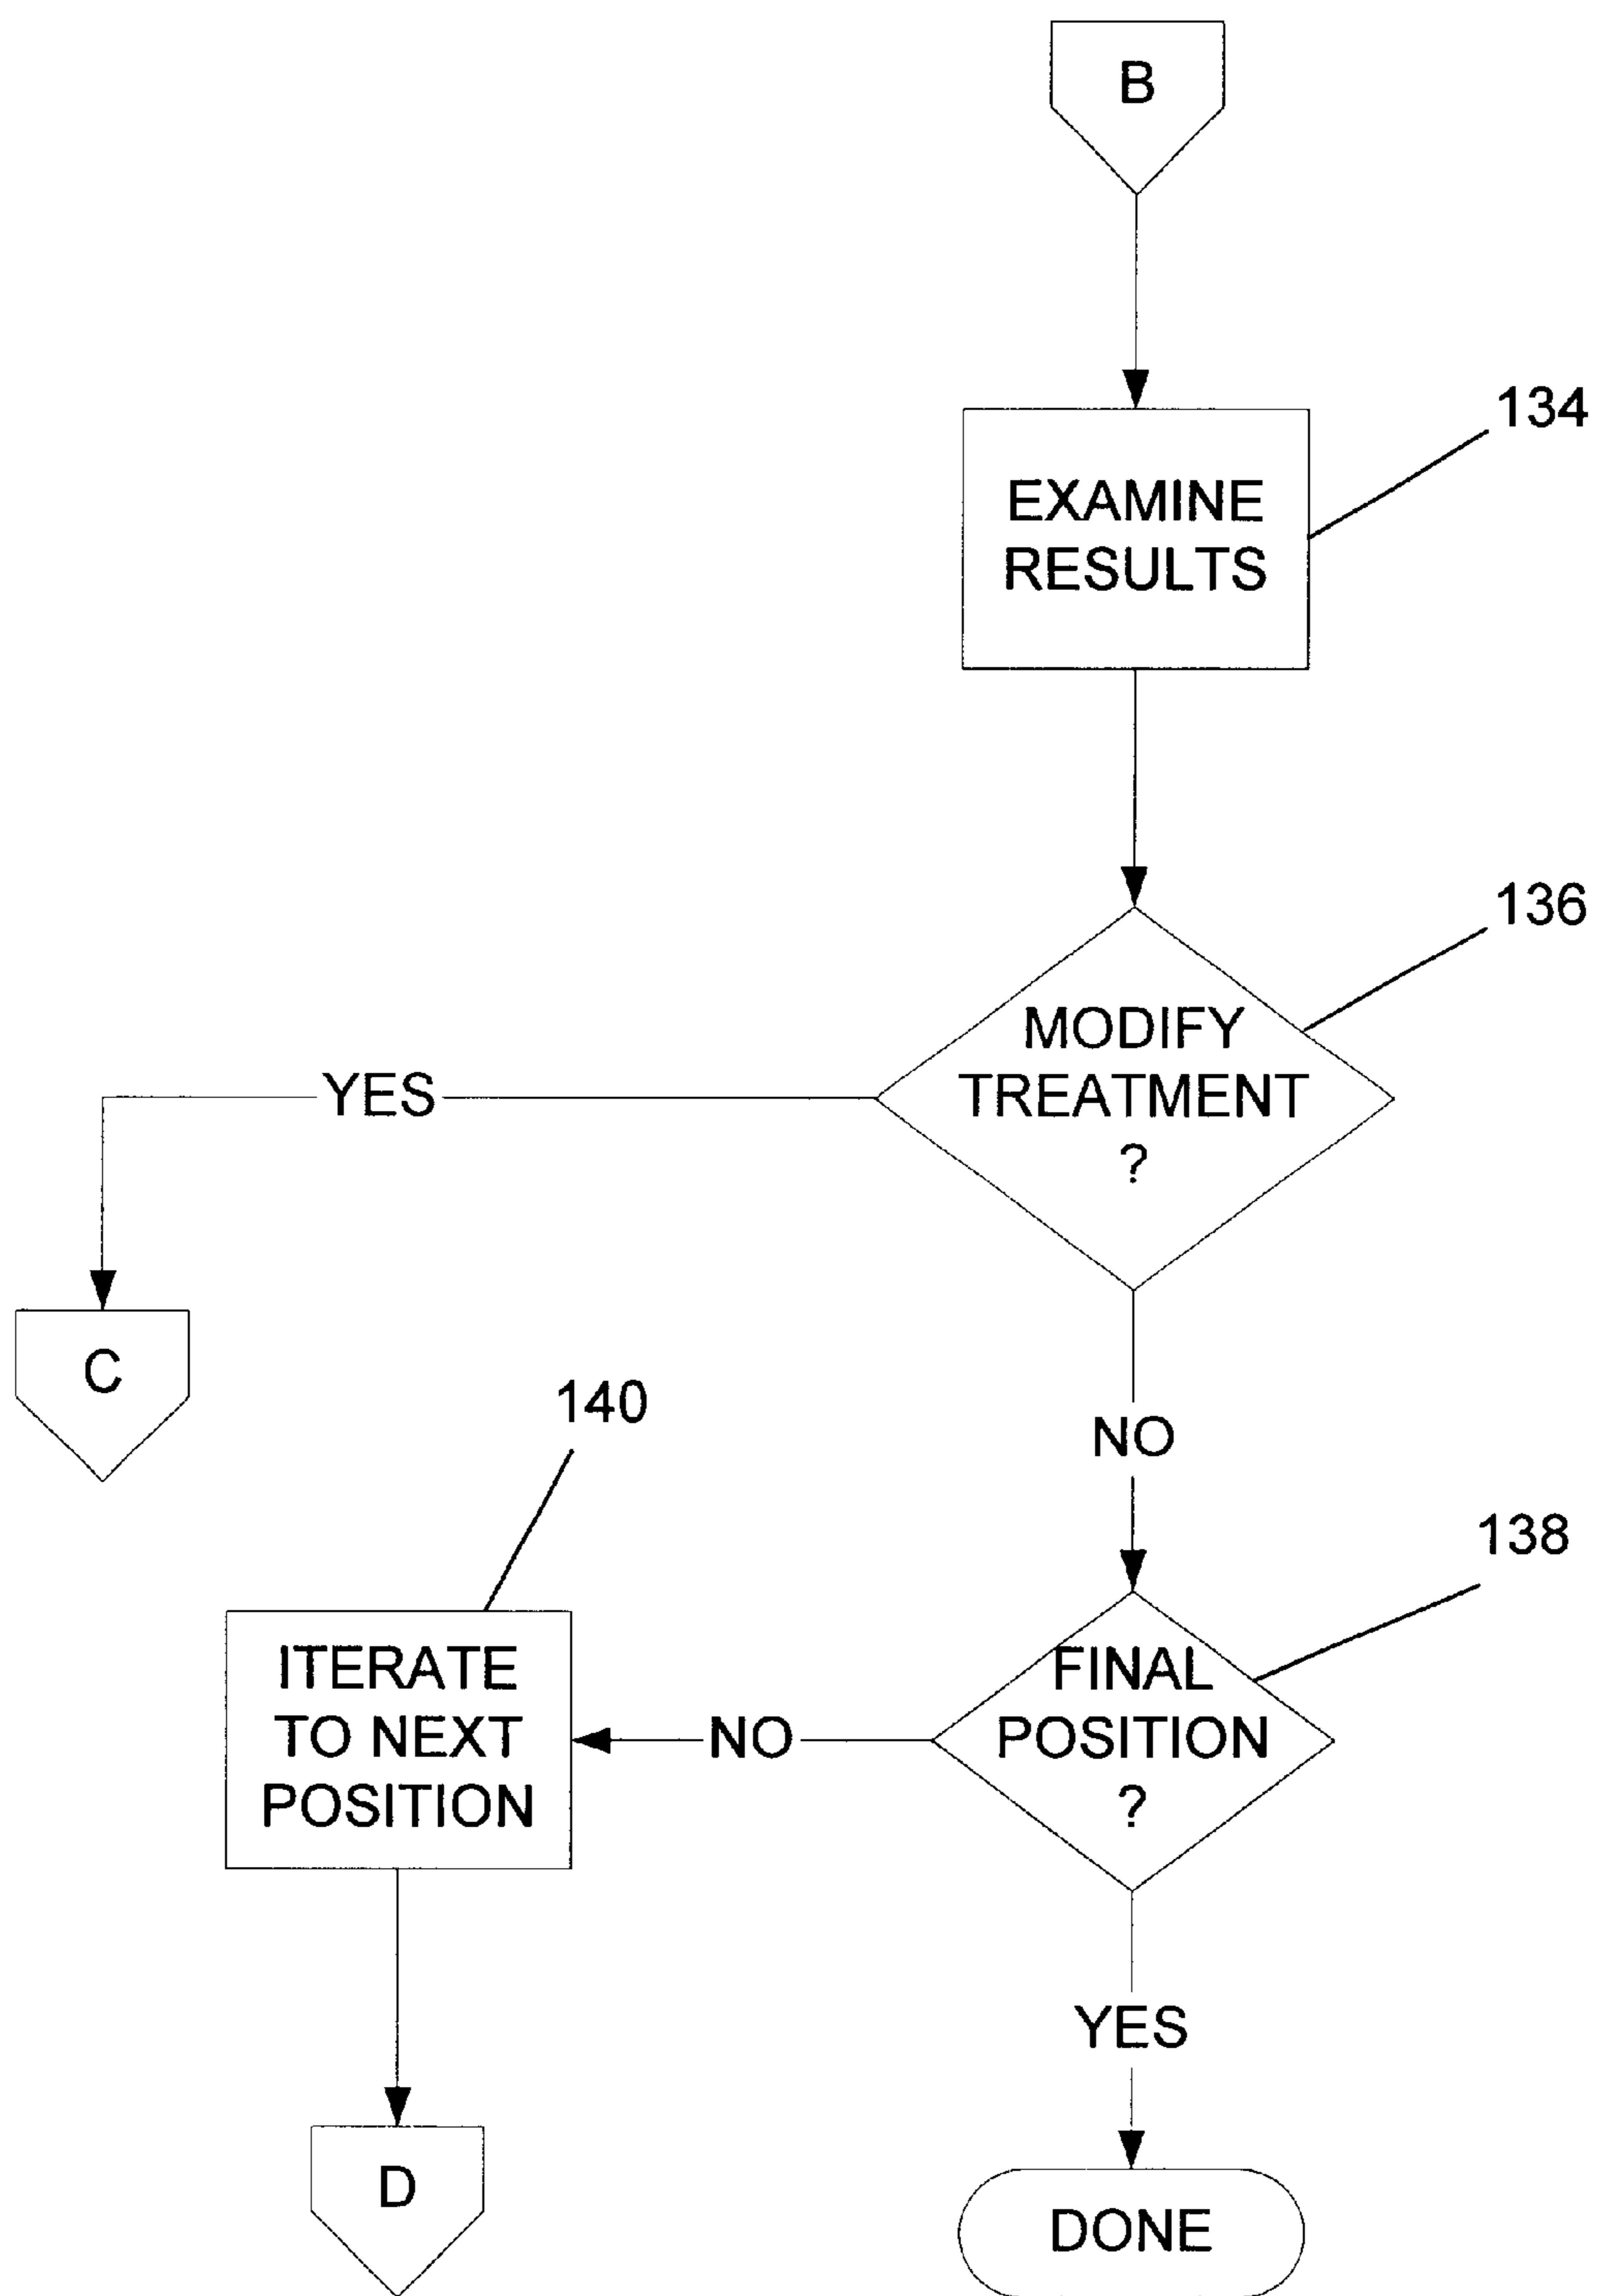 B
134
EXAMINE
RESULTS
136
MODIFY
TREATMENT
?
YES
C
NO
140
138
ITERATE
TO NEXT
POSITION
NO
FINAL
POSITION
?
YES
D
DONE